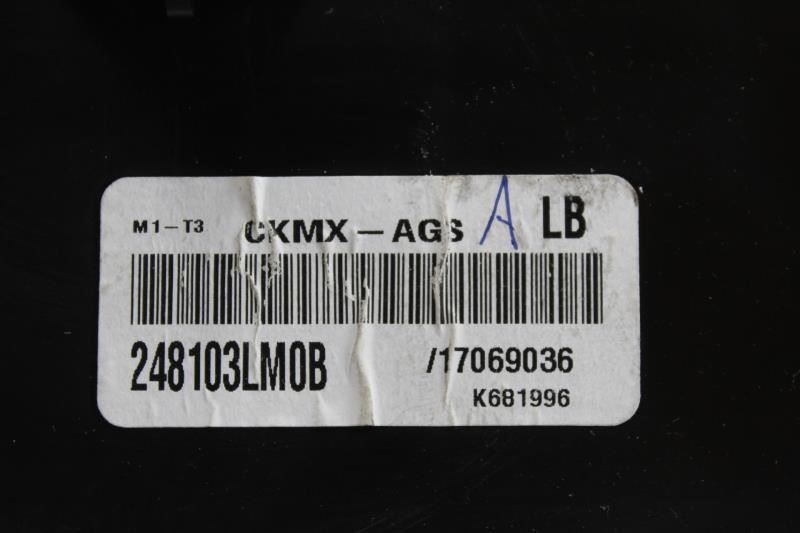 M1-T3 CKMX-AGS A LB
248103LM0B /17069036
K681996